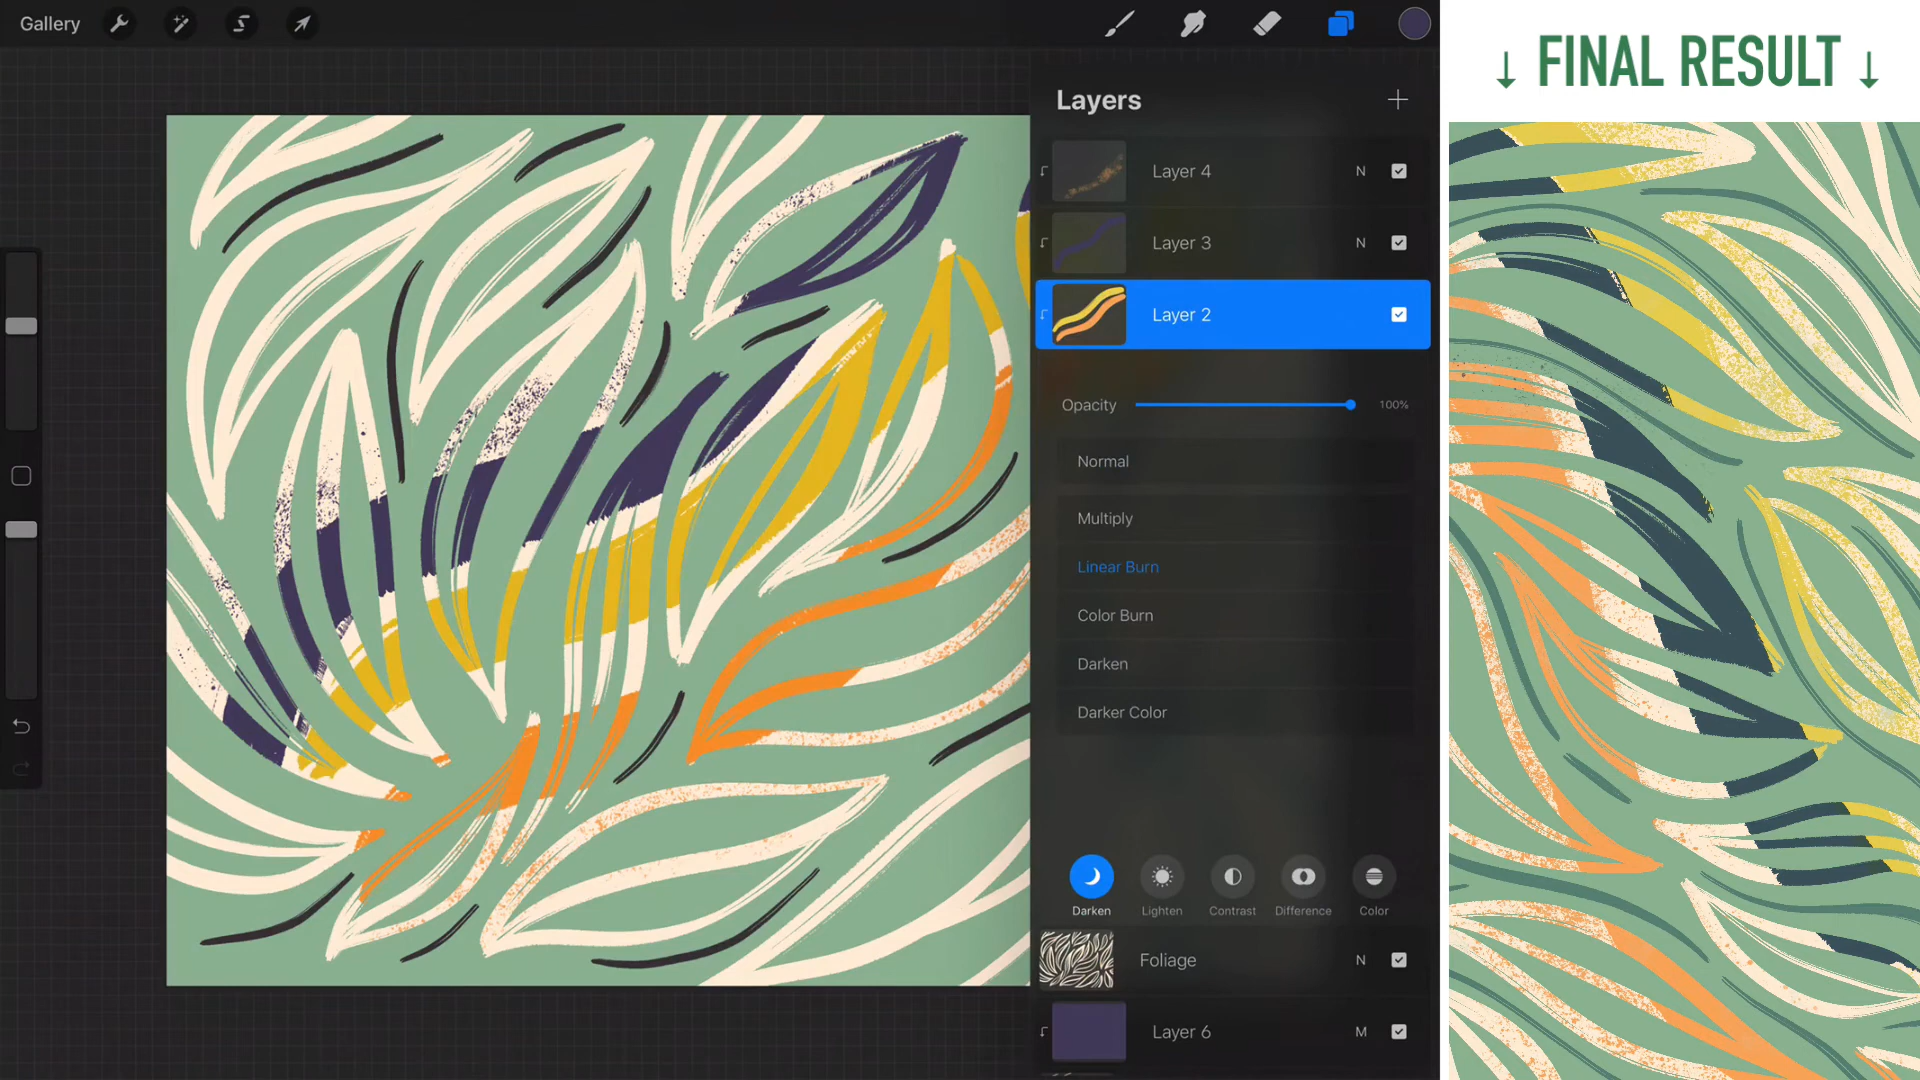 Gallery
↓ FINAL RESULT ↓
Layers
Layer 4 N
Layer 3 N
Layer 2
Opacity 100%
Normal
Multiply
Linear Burn
Color Burn
Darken
Darker Color
Darken Lighten Contrast Difference Color
Foliage N
Layer 6 M